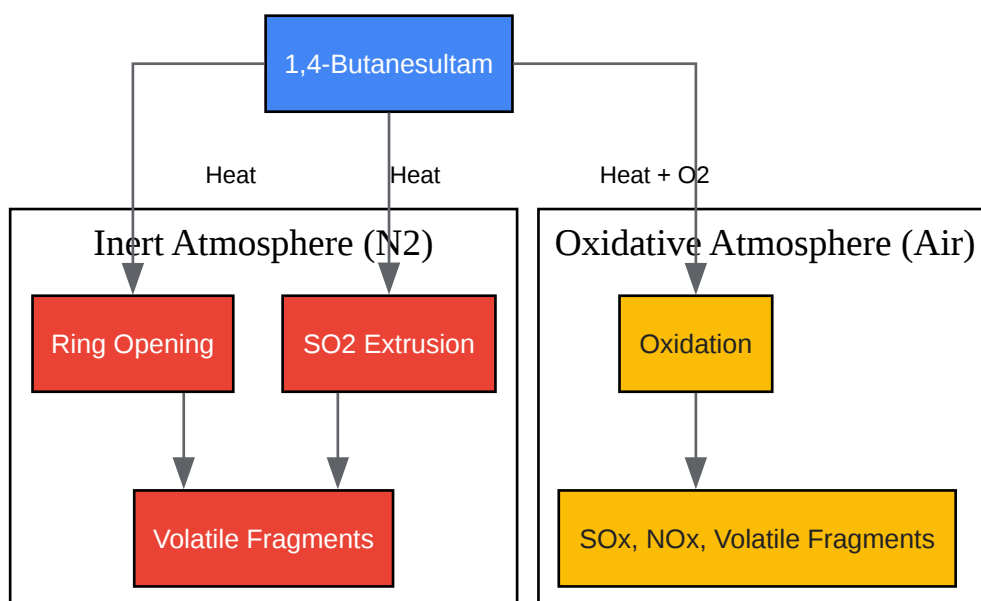 1,4-Butanesultam
Heat
Heat
Heat + O2
Inert Atmosphere (N2)
Oxidative Atmosphere (Air)
Ring Opening
SO2 Extrusion
Oxidation
Volatile Fragments
SOx, NOx, Volatile Fragments